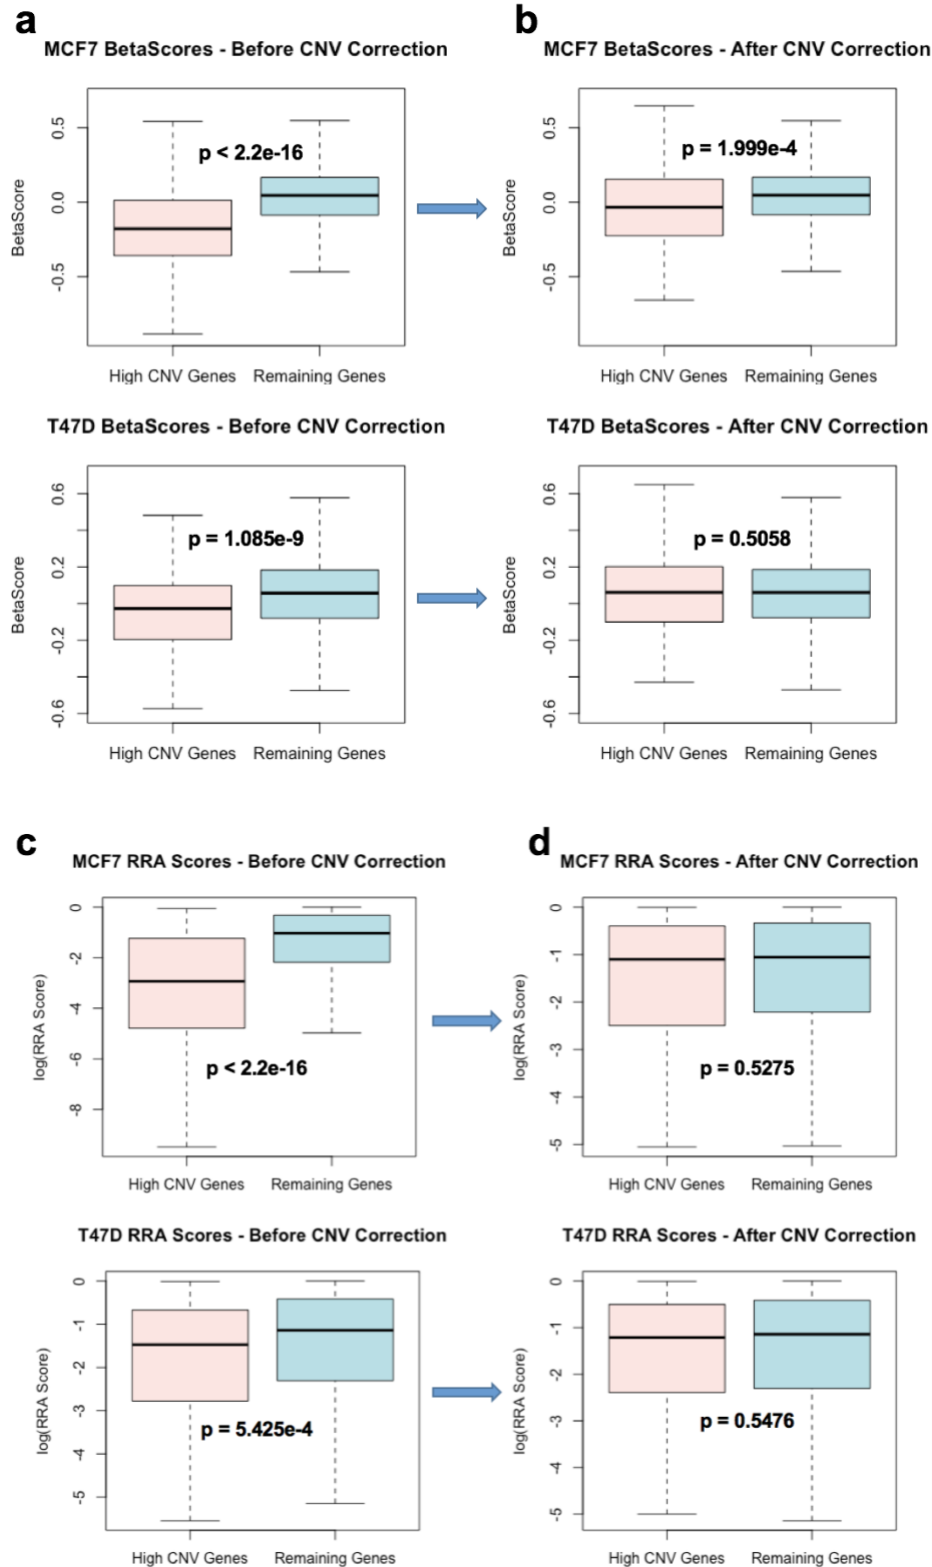 a
b
MCF7 BetaScores - Before CNV Correction
MCF7 BetaScores - After CNV Correction
BetaScore
0.5
0.0
-0.5
p < 2.2e-16
High CNV Genes
Remaining Genes
BetaScore
0.5
0.0
-0.5
p = 1.999e-4
High CNV Genes
Remaining Genes
T47D BetaScores - Before CNV Correction
T47D BetaScores - After CNV Correction
BetaScore
0.6
0.2
-0.2
-0.6
p = 1.085e-9
High CNV Genes
Remaining Genes
BetaScore
0.6
0.2
-0.2
-0.6
p = 0.5058
High CNV Genes
Remaining Genes
c
d
MCF7 RRA Scores - Before CNV Correction
MCF7 RRA Scores - After CNV Correction
log(RRA Score)
0
-2
-4
-6
-8
p < 2.2e-16
High CNV Genes
Remaining Genes
log(RRA Score)
0
-1
-2
-3
-4
-5
p = 0.5275
High CNV Genes
Remaining Genes
T47D RRA Scores - Before CNV Correction
T47D RRA Scores - After CNV Correction
log(RRA Score)
0
-1
-2
-3
-4
-5
p = 5.425e-4
High CNV Genes
Remaining Genes
log(RRA Score)
0
-1
-2
-3
-4
-5
p = 0.5476
High CNV Genes
Remaining Genes